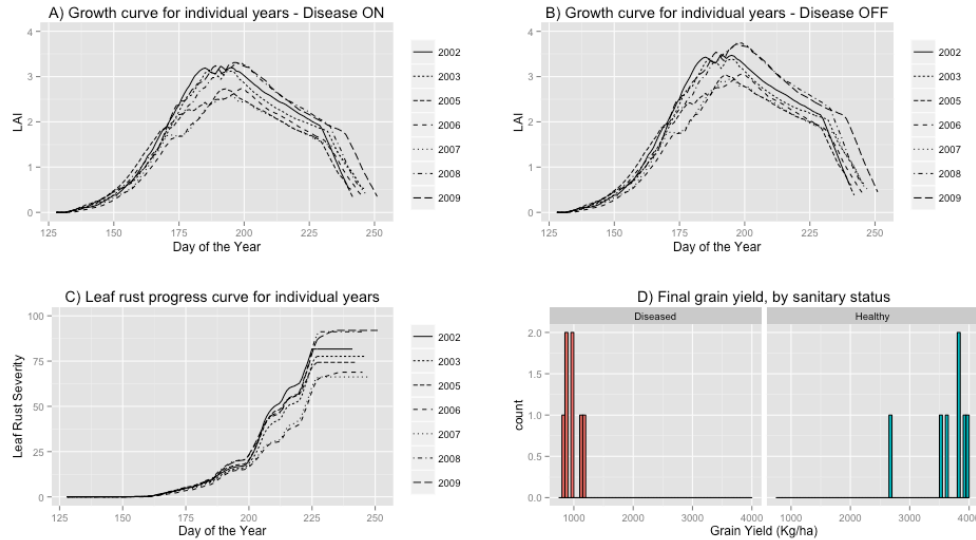 A) Growth curve for individual years - Disease ON
4
3
2
1
0
LAI
125 150 175 200 225 250
Day of the Year
2002
2003
2005
2006
2007
2008
2009
B) Growth curve for individual years - Disease OFF
4
3
2
1
0
LAI
125 150 175 200 225 250
Day of the Year
2002
2003
2005
2006
2007
2008
2009
C) Leaf rust progress curve for individual years
100
75
50
25
0
Leaf Rust Severity
125 150 175 200 225 250
Day of the Year
2002
2003
2005
2006
2007
2008
2009
D) Final grain yield, by sanitary status
Diseased Healthy
2.0
1.5
1.0
0.5
0.0
count
1000 2000 3000 4000 1000 2000 3000 4000
Grain Yield (Kg/ha)